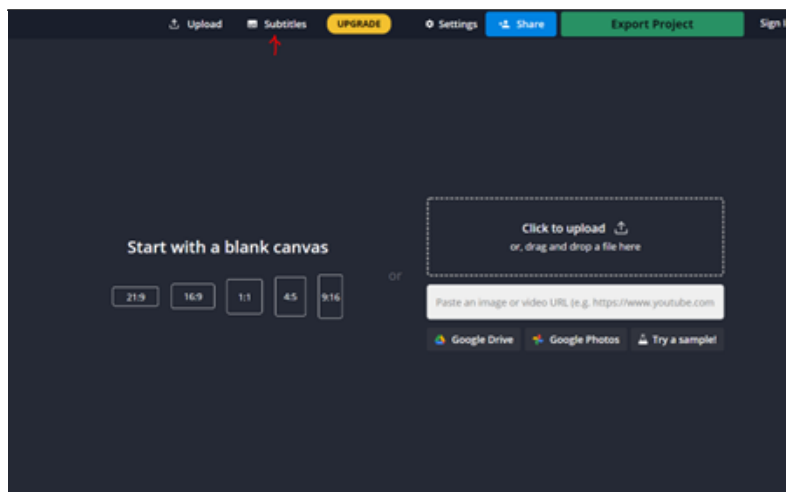 Upload Subtitles UPGRADE Settings Share Export Project Sign I
Start with a blank canvas
21:9 16:9 1:1 4:5 9:16
or
Click to upload
or, drag and drop a file here
Paste an image or video URL (e.g. https://www.youtube.com
Google Drive Google Photos Try a sample!